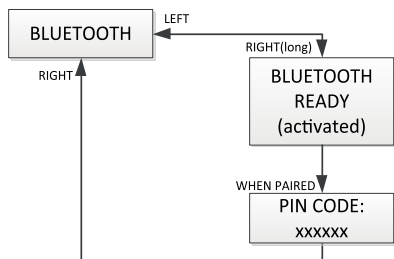 LEFT
BLUETOOTH
RIGHT(long)
RIGHT
BLUETOOTH
READY
(activated)
WHEN PAIRED
PIN CODE:
xxxxxx